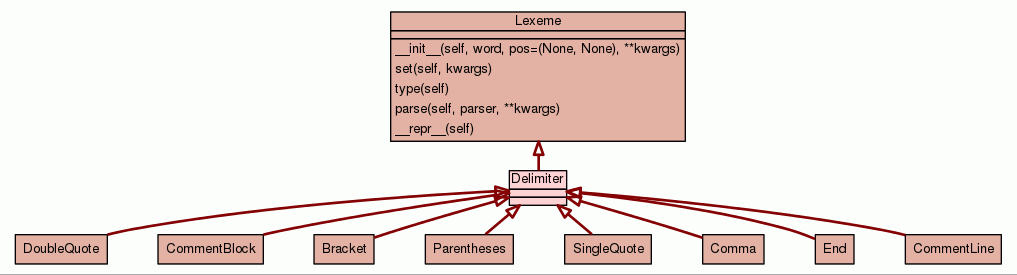 Lexeme
__init__(self, word, pos=(None, None), **kwargs)
set(self, kwargs)
type(self)
parse(self, parser, **kwargs)
__repr__(self)
Delimiter
DoubleQuote
CommentBlock
Bracket
Parentheses
SingleQuote
Comma
End
CommentLine